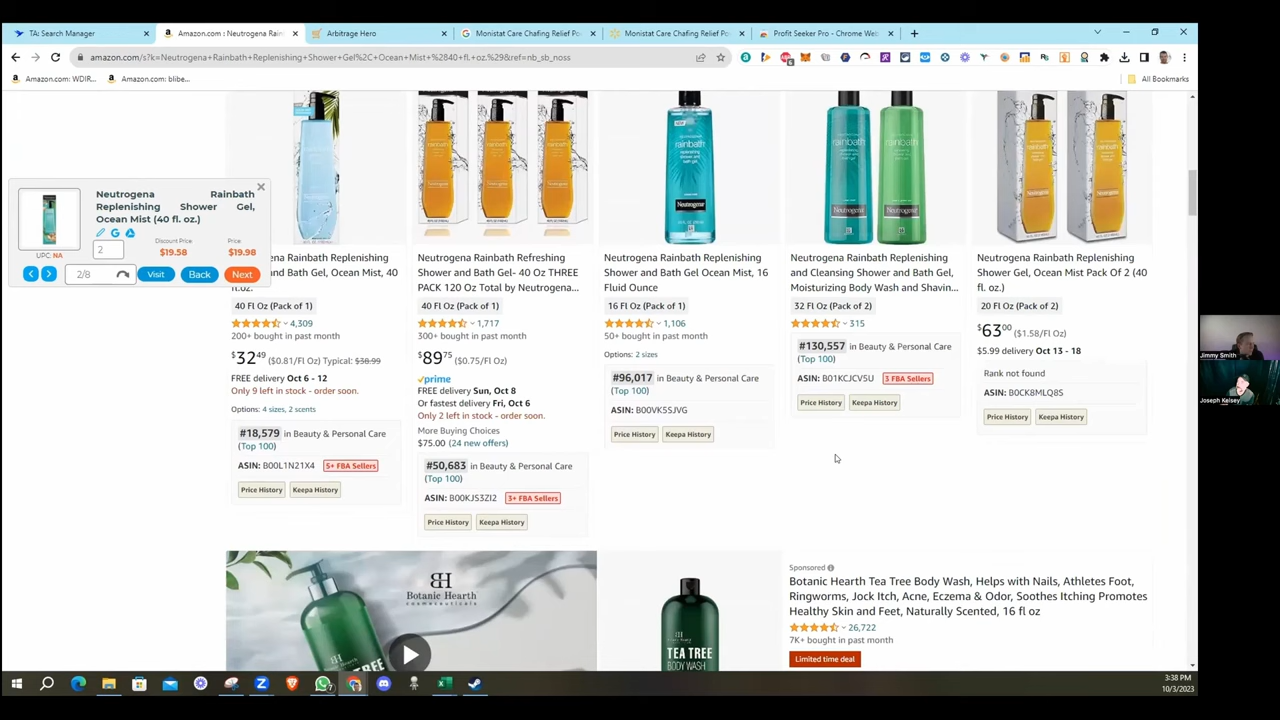 TA: Search Manager
Amazon.com : Neutrogena Rain
Arbitrage Hero
Monistat Care Chafing Relief Po
Monistat Care Chafing Relief Po
Profit Seeker Pro - Chrome Web
amazon.com/s?k=Neutrogena+Rainbath+Replenishing+Shower+Gel%2C+Ocean+Mist+%2840+fl.+oz.%29&ref=nb_sb_noss
Amazon.com: WDIR...
Amazon.com: blibe...
All Bookmarks
Neutrogena Rainbath
Replenishing Shower Gel,
Ocean Mist (40 fl. oz.)
UPC: NA
2
Discount Price
$19.58
Price
$19.98
2/8
Visit
Back
Next
Neutrogena Rainbath Replenishing
and Bath Gel, Ocean Mist, 40
fl.oz.
40 Fl Oz (Pack of 1)
4,309
200+ bought in past month
$32.49 ($0.81/Fl Oz) Typical: $38.99
FREE delivery Oct 6 - 12
Only 9 left in stock - order soon.
Options: 4 sizes, 2 scents
#18,579 in Beauty & Personal Care
(Top 100)
ASIN: B00L1N21X4 5+ FBA Sellers
Price History Keepa History
Neutrogena Rainbath Refreshing
Shower and Bath Gel- 40 Oz THREE
PACK 120 Oz Total by Neutrogena...
40 Fl Oz (Pack of 1)
1,717
300+ bought in past month
$89.75 ($0.75/Fl Oz)
prime
FREE delivery Sun, Oct 8
Or fastest delivery Fri, Oct 6
Only 2 left in stock - order soon.
More Buying Choices
$75.00 (24 new offers)
#50,683 in Beauty & Personal Care
(Top 100)
ASIN: B00KJS3ZI2 3+ FBA Sellers
Price History Keepa History
rainbath
Neutrogena
Neutrogena Rainbath Replenishing
Shower and Bath Gel Ocean Mist, 16
Fluid Ounce
16 Fl Oz (Pack of 1)
1,106
50+ bought in past month
Options: 2 sizes
#96,017 in Beauty & Personal Care
(Top 100)
ASIN: B00VK5SJVG
Price History Keepa History
rainbath rainbath
Neutrogena Neutrogena
Neutrogena Rainbath Replenishing
and Cleansing Shower and Bath Gel,
Moisturizing Body Wash and Shavin...
32 Fl Oz (Pack of 2)
315
#130,557 in Beauty & Personal Care
(Top 100)
ASIN: B01KCJCV5U 3 FBA Sellers
Price History Keepa History
Neutrogena Rainbath Replenishing
Shower Gel, Ocean Mist Pack Of 2 (40
fl. oz.)
20 Fl Oz (Pack of 2)
$63.00 ($1.58/Fl Oz)
$5.99 delivery Oct 13 - 18
Rank not found
ASIN: B0CK8MLQ8S
Price History Keepa History
BH
Botanic Hearth
TEA TREE
BODY WASH
Sponsored
Botanic Hearth Tea Tree Body Wash, Helps with Nails, Athletes Foot,
Ringworms, Jock Itch, Acne, Eczema & Odor, Soothes Itching Promotes
Healthy Skin and Feet, Naturally Scented, 16 fl oz
26,722
7K+ bought in past month
Limited time deal
Jimmy Smith
Joseph Kelsey
3:38 PM
10/3/2023